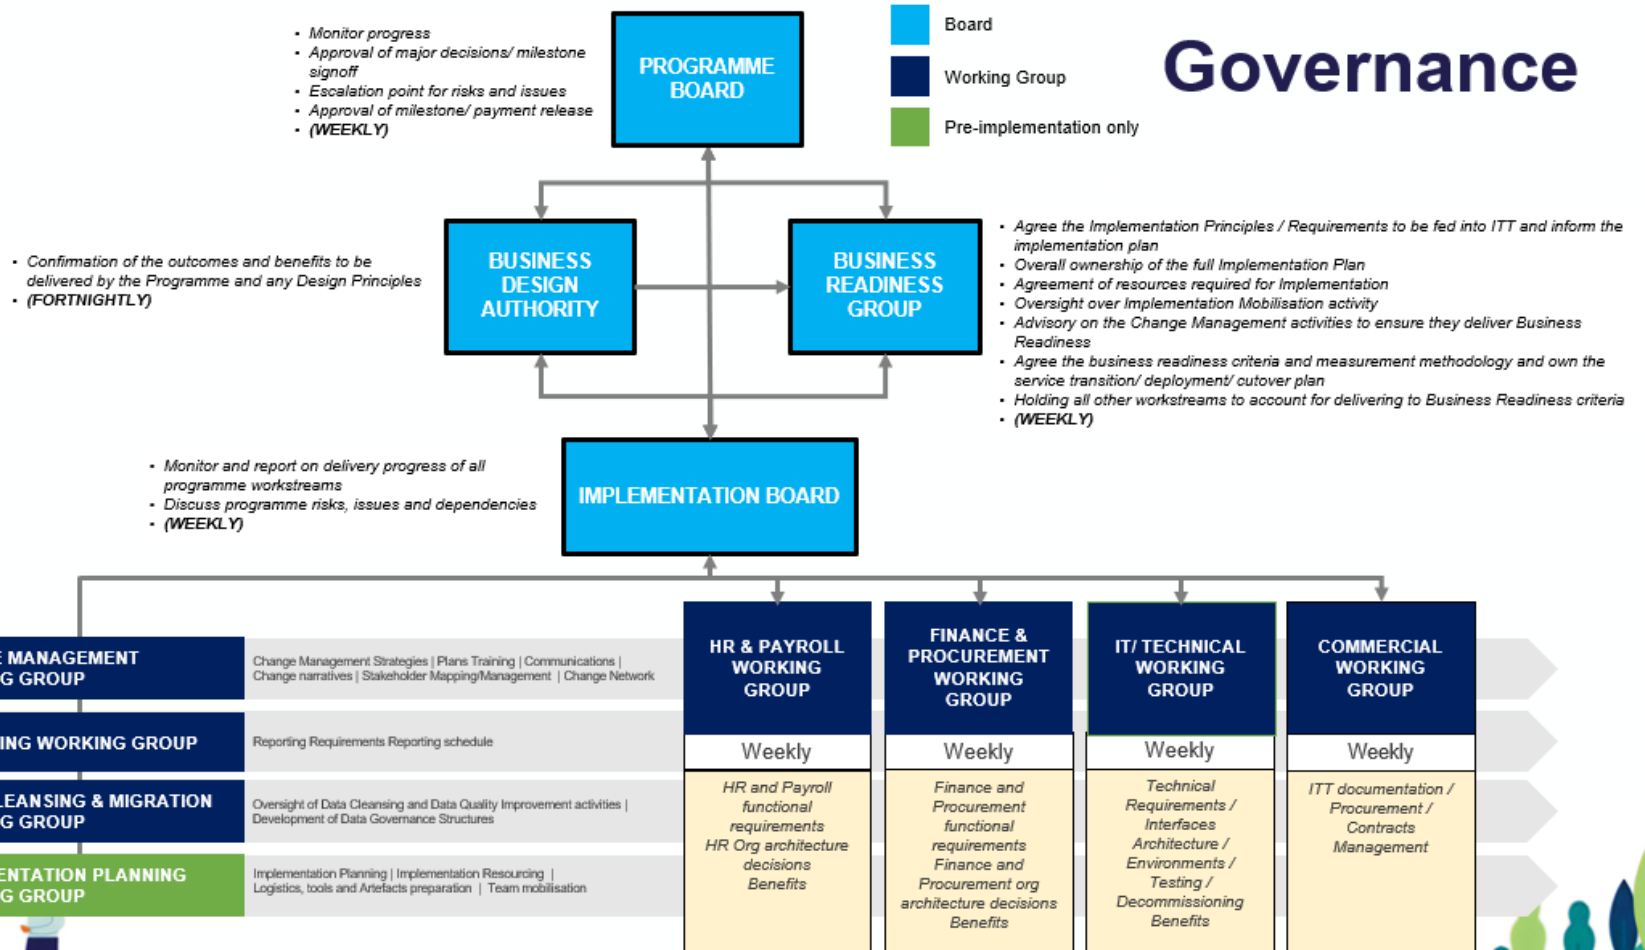 Governance
Board
Working Group
Pre-implementation only
• Monitor progress
• Approval of major decisions/ milestone
signoff
• Escalation point for risks and issues
• Approval of milestone/ payment release
• (WEEKLY)
PROGRAMME
BOARD
• Confirmation of the outcomes and benefits to be
delivered by the Programme and any Design Principles
• (FORTNIGHTLY)
BUSINESS
DESIGN
AUTHORITY
BUSINESS
READINESS
GROUP
• Agree the Implementation Principles / Requirements to be fed into ITT and inform the
implementation plan
• Overall ownership of the full Implementation Plan
• Agreement of resources required for Implementation
• Oversight over Implementation Mobilisation activity
• Advisory on the Change Management activities to ensure they deliver Business
Readiness
• Agree the business readiness criteria and measurement methodology and own the
service transition/ deployment/ cutover plan
• Holding all other workstreams to account for delivering to Business Readiness criteria
• (WEEKLY)
• Monitor and report on delivery progress of all
programme workstreams
• Discuss programme risks, issues and dependencies
• (WEEKLY)
IMPLEMENTATION BOARD
E MANAGEMENT
G GROUP
Change Management Strategies | Plans Training | Communications |
Change narratives | Stakeholder Mapping/Management | Change Network
ING WORKING GROUP
Reporting Requirements Reporting schedule
LEANSING & MIGRATION
G GROUP
Oversight of Data Cleansing and Data Quality Improvement activities |
Development of Data Governance Structures
ENTATION PLANNING
G GROUP
Implementation Planning | Implementation Resourcing |
Logistics, tools and Artefacts preparation | Team mobilisation
HR & PAYROLL
WORKING
GROUP
Weekly
HR and Payroll
functional
requirements
HR Org architecture
decisions
Benefits
FINANCE &
PROCUREMENT
WORKING
GROUP
Weekly
Finance and
Procurement
functional
requirements
Finance and
Procurement org
architecture decisions
Benefits
IT/ TECHNICAL
WORKING
GROUP
Weekly
Technical
Requirements /
Interfaces
Architecture /
Environments /
Testing /
Decommissioning
Benefits
COMMERCIAL
WORKING
GROUP
Weekly
ITT documentation /
Procurement /
Contracts
Management